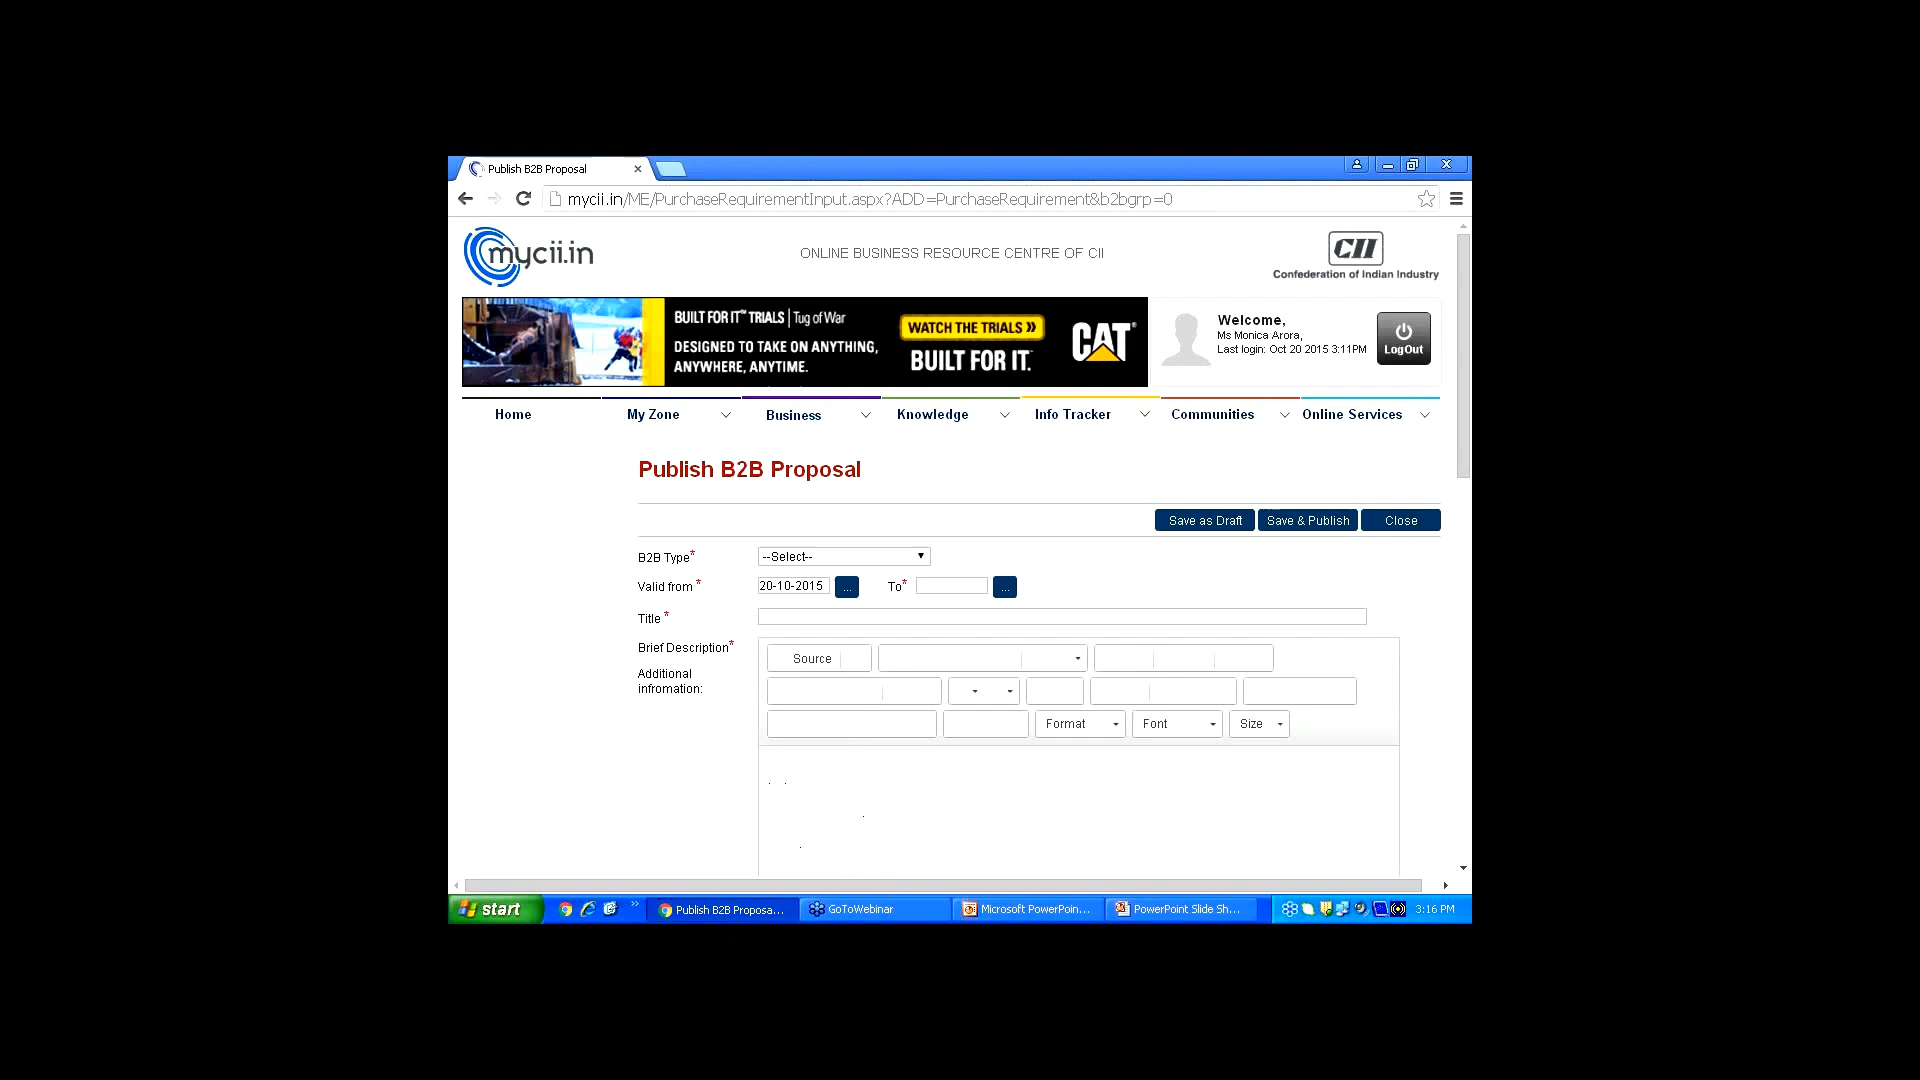 Publish B2B Proposal
mycii.in/ME/PurchaseRequirementInput.aspx?ADD=PurchaseRequirement&b2bgrp=0
mycii.in
ONLINE BUSINESS RESOURCE CENTRE OF CII
CII
Confederation of Indian Industry
BUILT FOR IT™ TRIALS | Tug of War
DESIGNED TO TAKE ON ANYTHING,
ANYWHERE, ANYTIME.
WATCH THE TRIALS »
BUILT FOR IT.™
CAT®
Welcome,
Ms Monica Arora,
Last login: Oct 20 2015 3:11PM
LogOut
Home
My Zone
Business
Knowledge
Info Tracker
Communities
Online Services
Publish B2B Proposal
Save as Draft
Save & Publish
Close
B2B Type*
--Select--
Valid from *
20-10-2015
...
To*
...
Title *
Brief Description*
Additional
infromation:
Source
Format
Font
Size
start
Publish B2B Proposa...
GoToWebinar
Microsoft PowerPoin...
PowerPoint Slide Sh...
3:16 PM